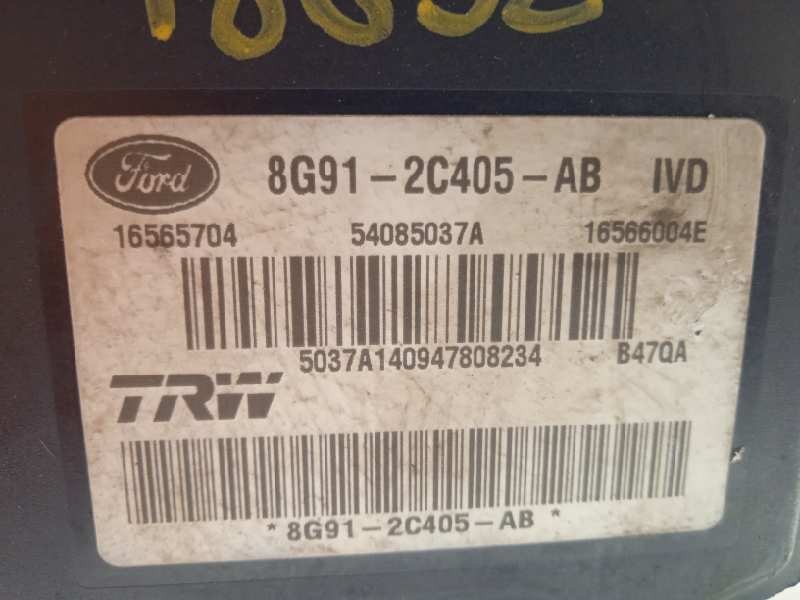 Ford 8G91-2C405-AB IVD
16565704 54085037A 16566004E
5037A140947808234 B47QA
TRW
*8G91-2C405-AB*